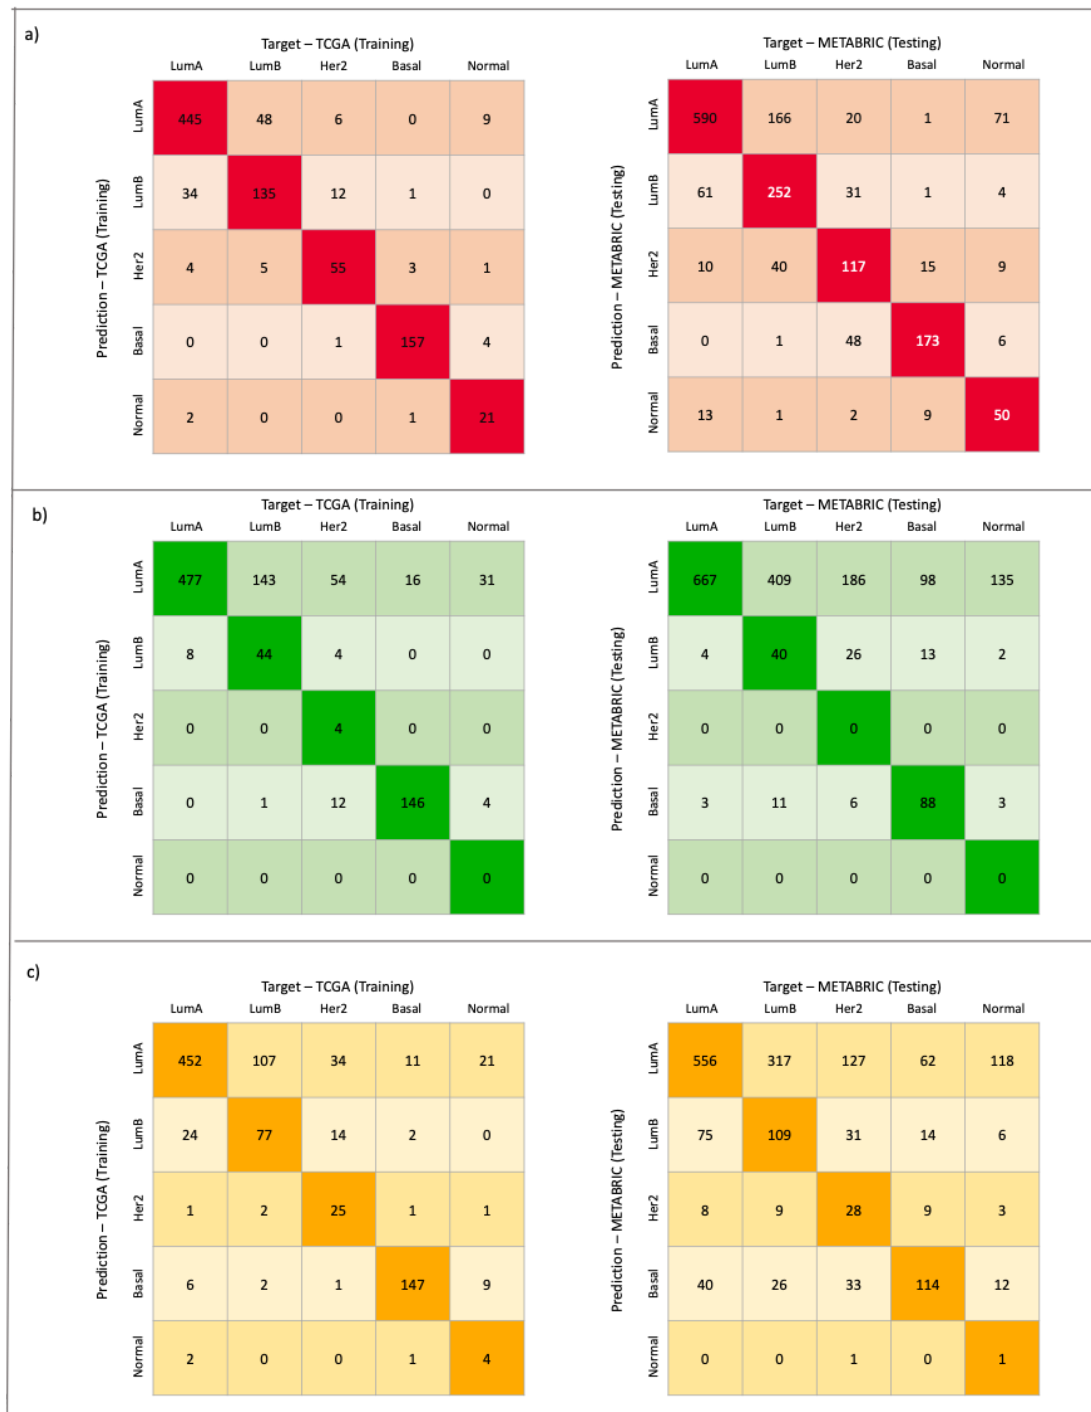 a)
Target – TCGA (Training)
LumA LumB Her2 Basal Normal
Prediction – TCGA (Training)
LumA 445 48 6 0 9
LumB 34 135 12 1 0
Her2 4 5 55 3 1
Basal 0 0 1 157 4
Normal 2 0 0 1 21
Target – METABRIC (Testing)
LumA LumB Her2 Basal Normal
Prediction – METABRIC (Testing)
LumA 590 166 20 1 71
LumB 61 252 31 1 4
Her2 10 40 117 15 9
Basal 0 1 48 173 6
Normal 13 1 2 9 50
b)
Target – TCGA (Training)
LumA LumB Her2 Basal Normal
Prediction – TCGA (Training)
LumA 477 143 54 16 31
LumB 8 44 4 0 0
Her2 0 0 4 0 0
Basal 0 1 12 146 4
Normal 0 0 0 0 0
Target – METABRIC (Testing)
LumA LumB Her2 Basal Normal
Prediction – METABRIC (Testing)
LumA 667 409 186 98 135
LumB 4 40 26 13 2
Her2 0 0 0 0 0
Basal 3 11 6 88 3
Normal 0 0 0 0 0
c)
Target – TCGA (Training)
LumA LumB Her2 Basal Normal
Prediction – TCGA (Training)
LumA 452 107 34 11 21
LumB 24 77 14 2 0
Her2 1 2 25 1 1
Basal 6 2 1 147 9
Normal 2 0 0 1 4
Target – METABRIC (Testing)
LumA LumB Her2 Basal Normal
Prediction – METABRIC (Testing)
LumA 556 317 127 62 118
LumB 75 109 31 14 6
Her2 8 9 28 9 3
Basal 40 26 33 114 12
Normal 0 0 1 0 1